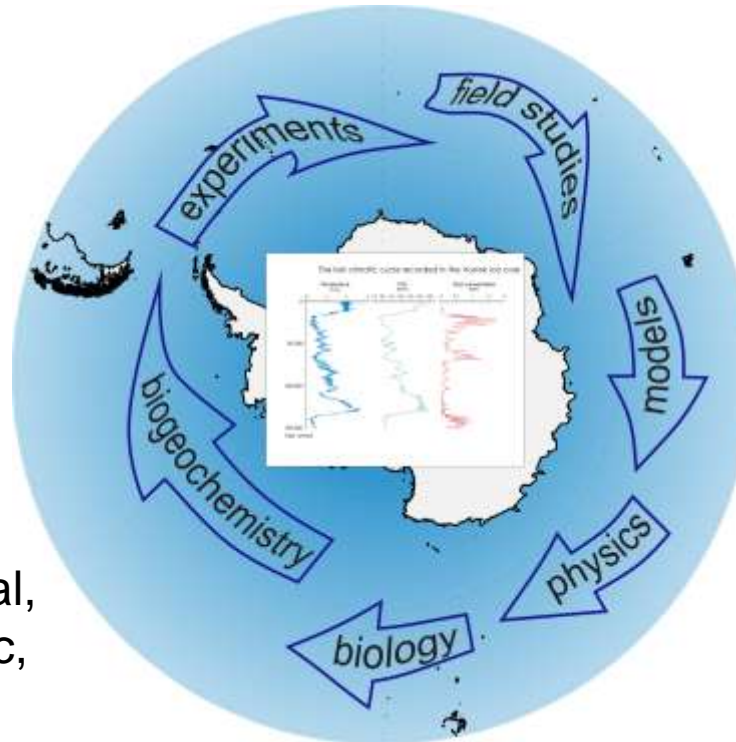 field studies
experiments
The last climatic cycle recorded in the Vostok ice core
models
biogeochemistry
physics
al,
biology
c,